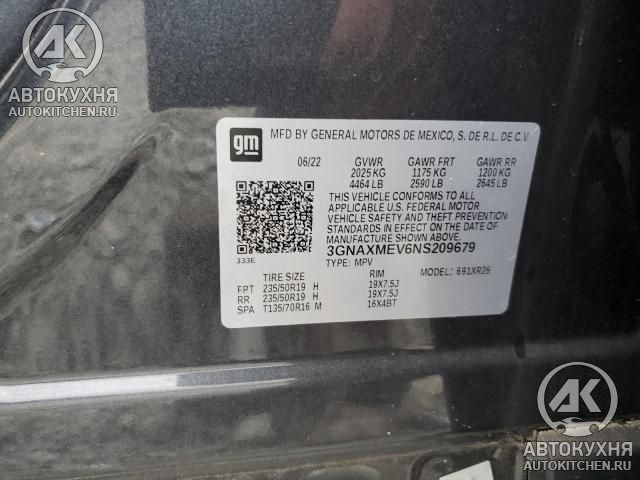 AK
АВТОКУХНЯ
AUTOKITCHEN.RU
gm
MFD BY GENERAL MOTORS DE MEXICO, S. DE R.L. DE C.V.
06/22 GVWR GAWR FRT GAWR RR
2025 KG 1175 KG 1200 KG
4464 LB 2590 LB 2645 LB
THIS VEHICLE CONFORMS TO ALL
APPLICABLE U.S. FEDERAL MOTOR
VEHICLE SAFETY AND THEFT PREVENTION
STANDARDS IN EFFECT ON THE DATE OF
MANUFACTURE SHOWN ABOVE.
333E 3GNAXMEV6NS209679
TYPE: MPV MODEL: 691XR26
TIRE SIZE RIM
FPT 235/50R19 H 19X7.5J
RR 235/50R19 H 19X7.5J
SPA T135/70R16 M 16X4BT
AK
АВТОКУХНЯ
AUTOKITCHEN.RU